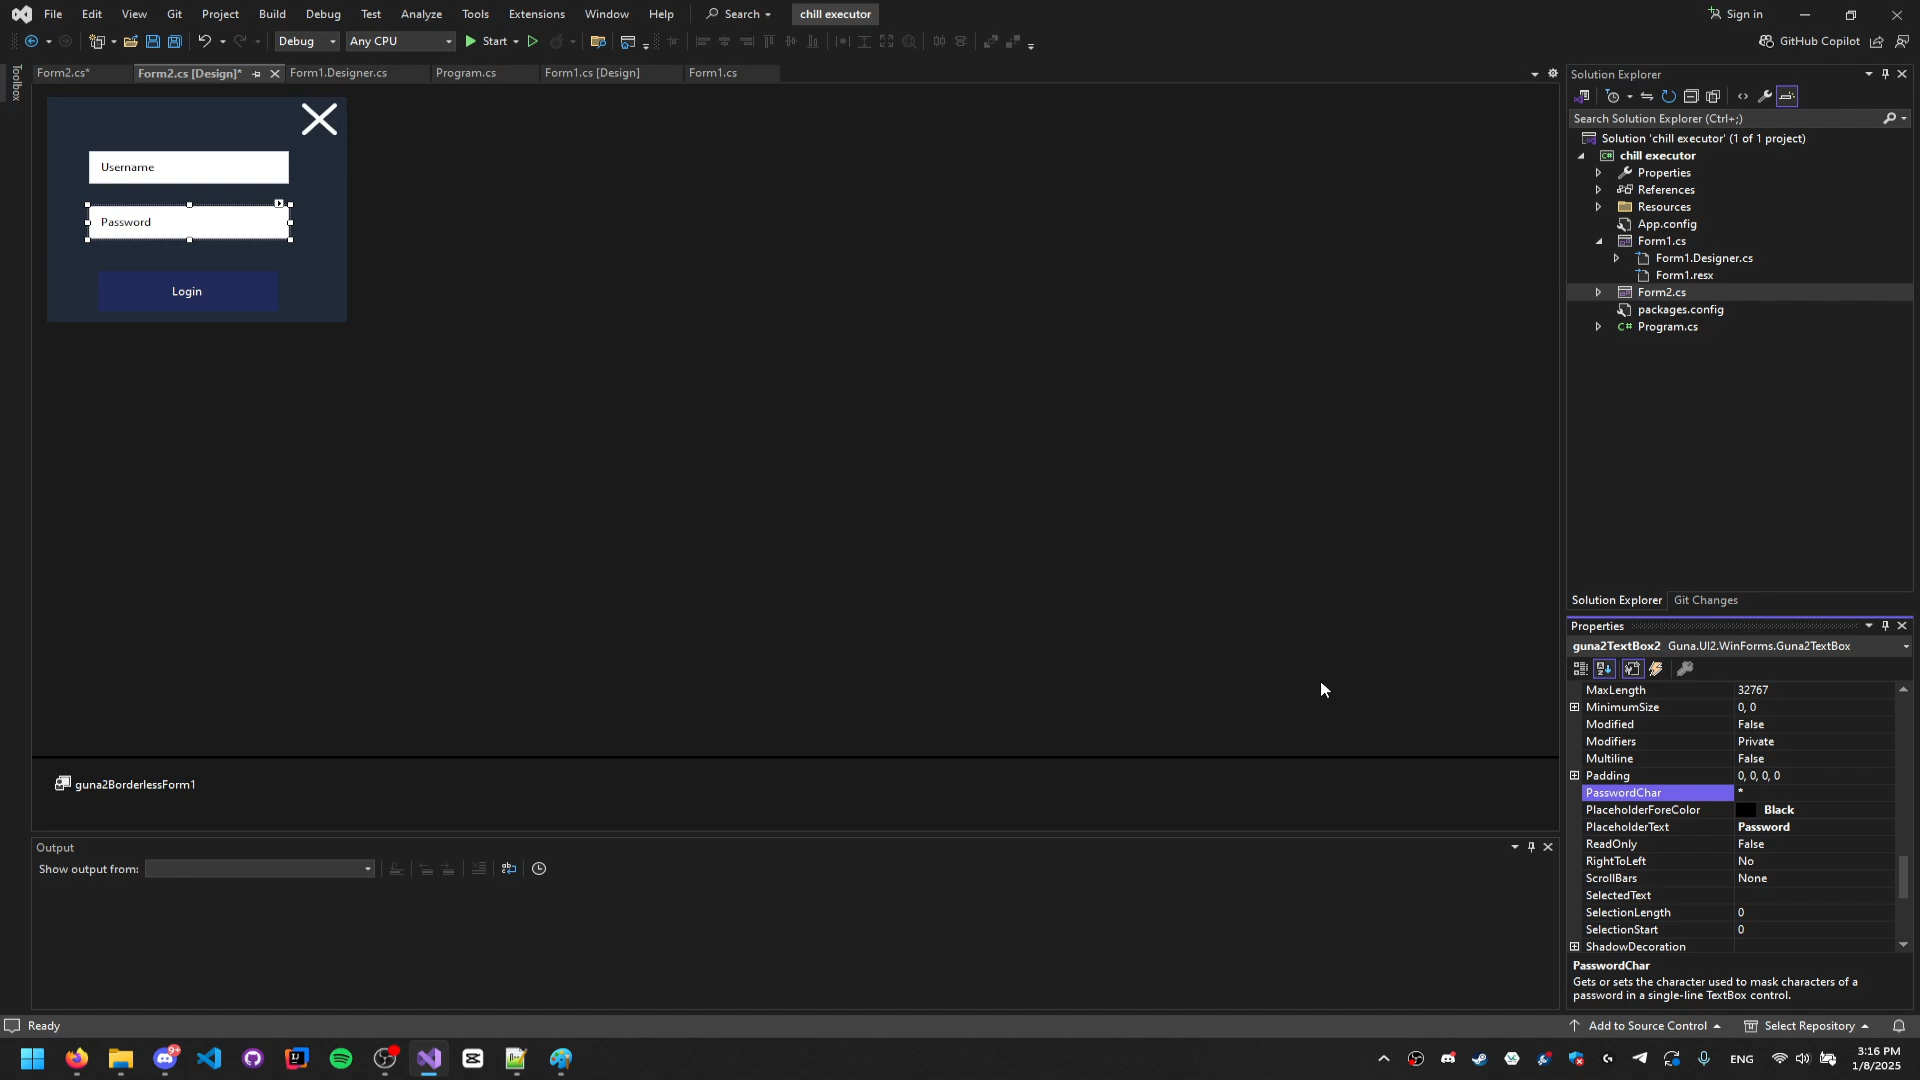 File Edit View Git Project Build Debug Test Analyze Tools Extensions Window Help Search chill executor Sign in
Debug Any CPU Start GitHub Copilot
Toolbox
Form2.cs* Form2.cs [Design]* Form1.Designer.cs Program.cs Form1.cs [Design] Form1.cs
Username
Password
Login
guna2BorderlessForm1
Output
Show output from:
Solution Explorer
Search Solution Explorer (Ctrl+;)
Solution 'chill executor' (1 of 1 project)
C# chill executor
Properties
References
Resources
App.config
Form1.cs
Form1.Designer.cs
Form1.resx
Form2.cs
packages.config
C# Program.cs
Solution Explorer Git Changes
Properties
guna2TextBox2 Guna.UI2.WinForms.Guna2TextBox
MaxLength 32767
MinimumSize 0, 0
Modified False
Modifiers Private
Multiline False
Padding 0, 0, 0, 0
PasswordChar *
PlaceholderForeColor Black
PlaceholderText Password
ReadOnly False
RightToLeft No
ScrollBars None
SelectedText
SelectionLength 0
SelectionStart 0
ShadowDecoration
PasswordChar
Gets or sets the character used to mask characters of a
password in a single-line TextBox control.
Ready Add to Source Control Select Repository
9+ ENG 3:16 PM
1/8/2025